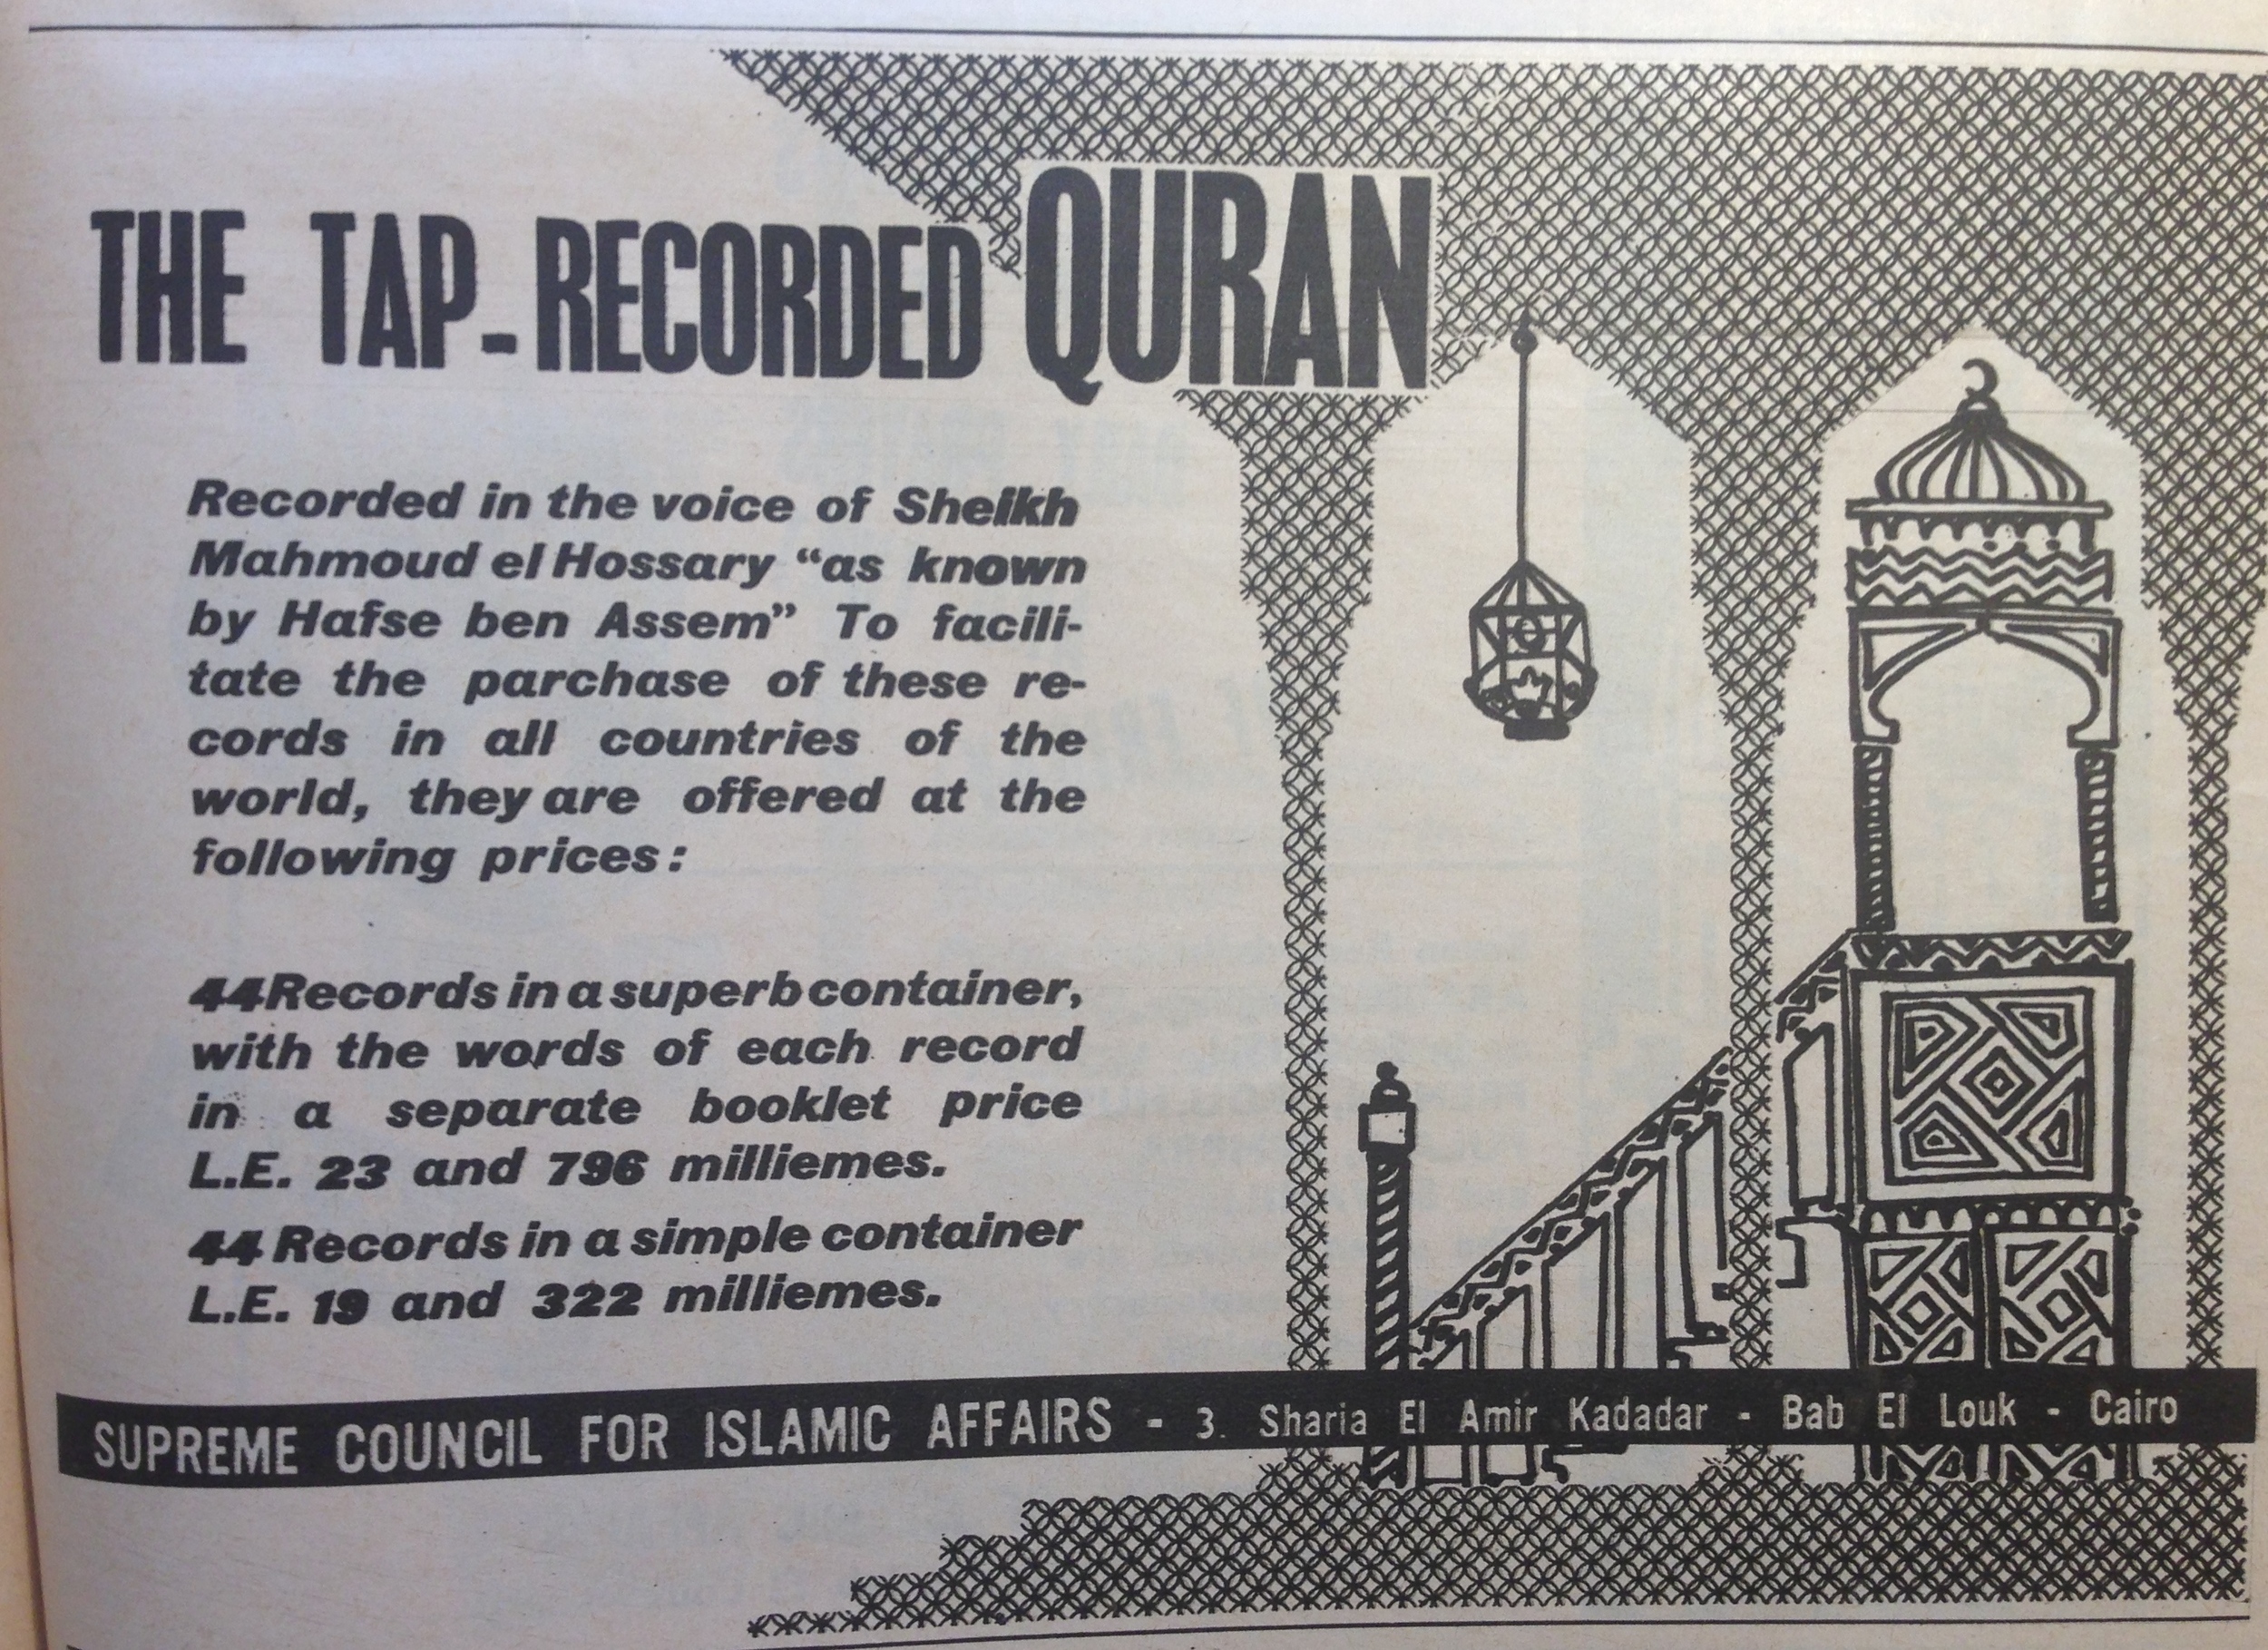 THE TAP-RECORDED QURAN
Recorded in the voice of Sheikh
Mahmoud el Hossary “as known
by Hafse ben Assem” To facili-
tate the parchase of these re-
cords in all countries of the
world, they are offered at the
following prices:
44 Records in a superb container,
with the words of each record
in a separate booklet price
L.E. 23 and 796 milliemes.
44 Records in a simple container
L.E. 19 and 322 milliemes.
SUPREME COUNCIL FOR ISLAMIC AFFAIRS - 3. Sharia El Amir Kadadar - Bab El Louk - Cairo